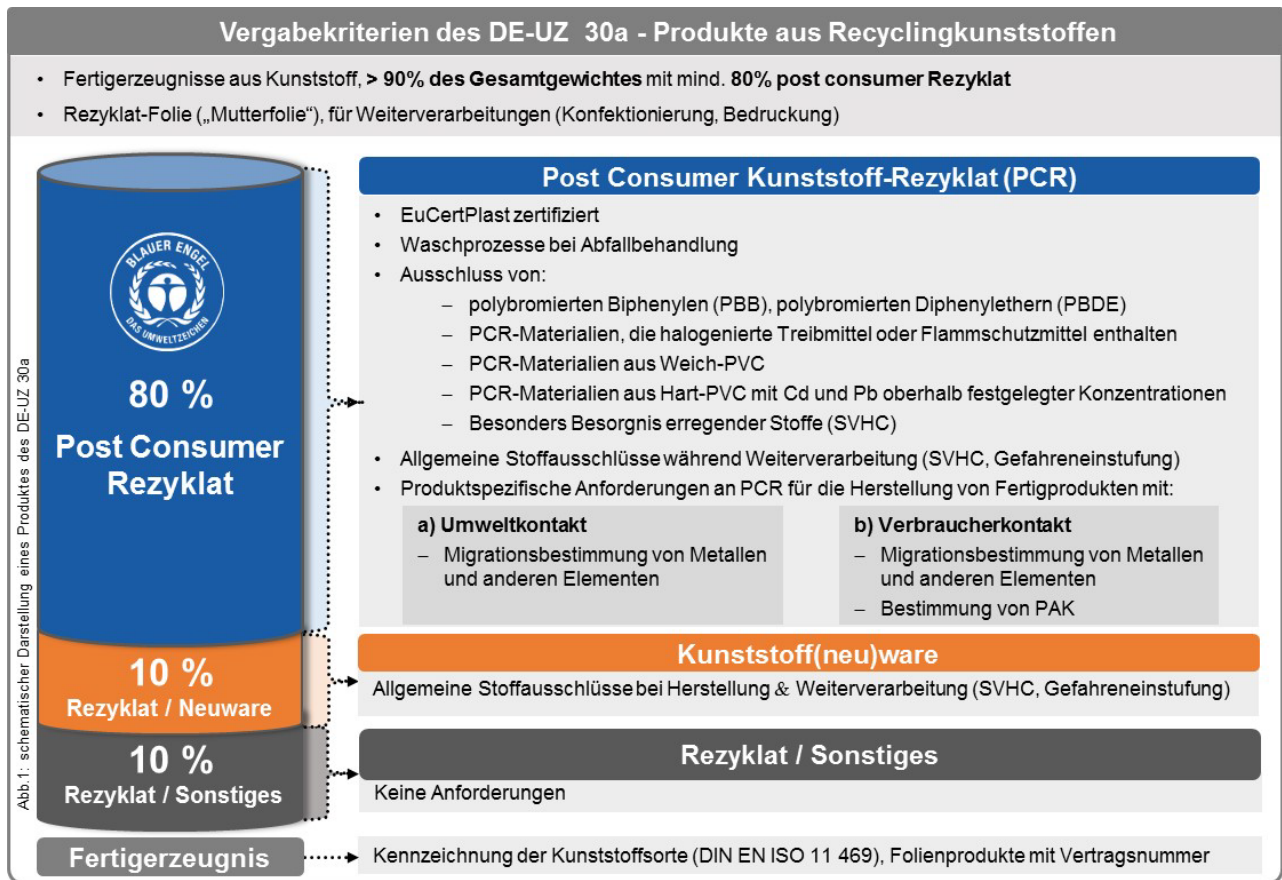 Vergabekriterien des DE-UZ 30a - Produkte aus Recyclingkunststoffen
• Fertigerzeugnisse aus Kunststoff, > 90% des Gesamtgewichtes mit mind. 80% post consumer Rezyklat
• Rezyklat-Folie („Mutterfolie“), für Weiterverarbeitungen (Konfektionierung, Bedruckung)
BLAUER ENGEL
DAS UMWELTZEICHEN
80 %
Post Consumer
Rezyklat
10 %
Rezyklat / Neuware
10 %
Rezyklat / Sonstiges
Abb.1: schematischer Darstellung eines Produktes des DE-UZ 30a
Post Consumer Kunststoff-Rezyklat (PCR)
• EuCertPlast zertifiziert
• Waschprozesse bei Abfallbehandlung
• Ausschluss von:
– polybromierten Biphenylen (PBB), polybromierten Diphenylethern (PBDE)
– PCR-Materialien, die halogenierte Treibmittel oder Flammschutzmittel enthalten
– PCR-Materialien aus Weich-PVC
– PCR-Materialien aus Hart-PVC mit Cd und Pb oberhalb festgelegter Konzentrationen
– Besonders Besorgnis erregender Stoffe (SVHC)
• Allgemeine Stoffausschlüsse während Weiterverarbeitung (SVHC, Gefahreneinstufung)
• Produktspezifische Anforderungen an PCR für die Herstellung von Fertigprodukten mit:
a) Umweltkontakt
– Migrationsbestimmung von Metallen
und anderen Elementen
b) Verbraucherkontakt
– Migrationsbestimmung von Metallen
und anderen Elementen
– Bestimmung von PAK
Kunststoff(neu)ware
Allgemeine Stoffausschlüsse bei Herstellung & Weiterverarbeitung (SVHC, Gefahreneinstufung)
Rezyklat / Sonstiges
Keine Anforderungen
Fertigerzeugnis
Kennzeichnung der Kunststoffsorte (DIN EN ISO 11 469), Folienprodukte mit Vertragsnummer